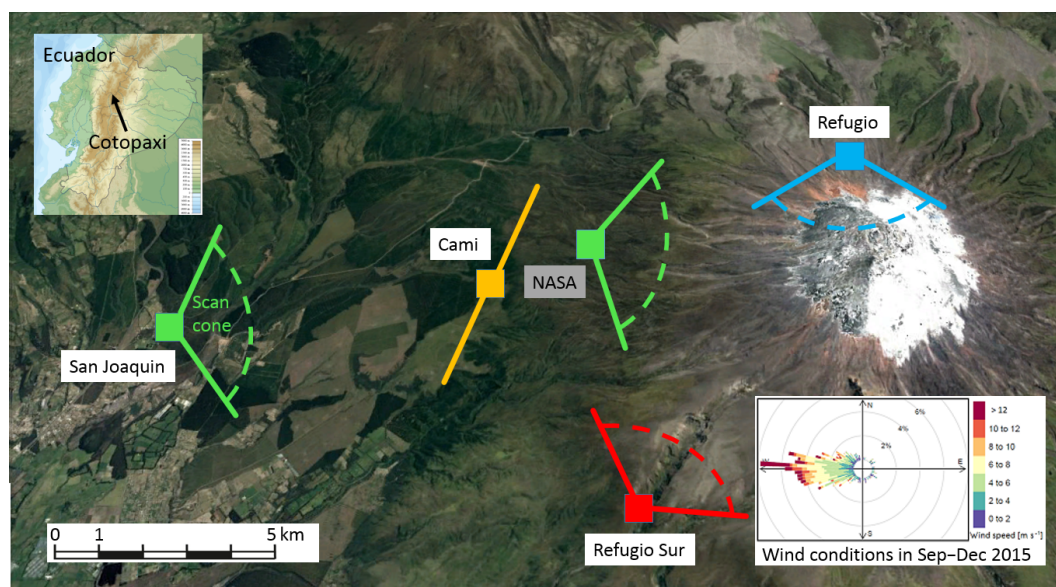 Ecuador
Cotopaxi
Refugio
Cami
NASA
Scan
cone
San Joaquin
N
6%
4%
2%
E
S
> 12
10 to 12
8 to 10
6 to 8
4 to 6
2 to 4
0 to 2
Wind speed [m s⁻¹]
Wind conditions in Sep–Dec 2015
0 1 5 km
Refugio Sur